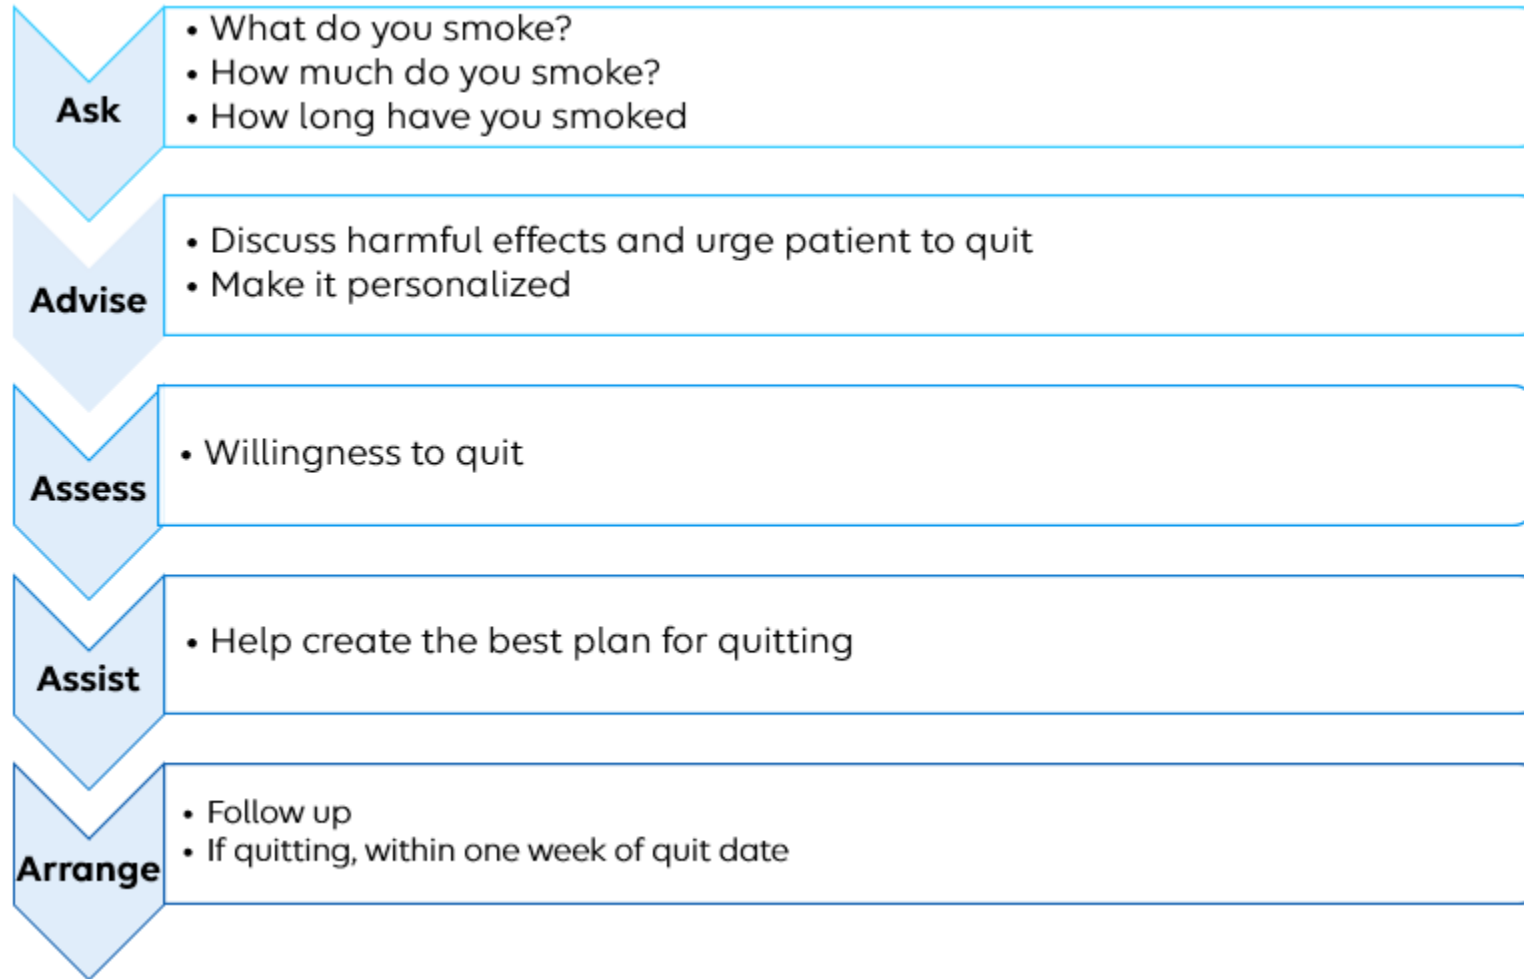 Ask
• What do you smoke?
• How much do you smoke?
• How long have you smoked
Advise
• Discuss harmful effects and urge patient to quit
• Make it personalized
Assess
• Willingness to quit
Assist
• Help create the best plan for quitting
Arrange
• Follow up
• If quitting, within one week of quit date